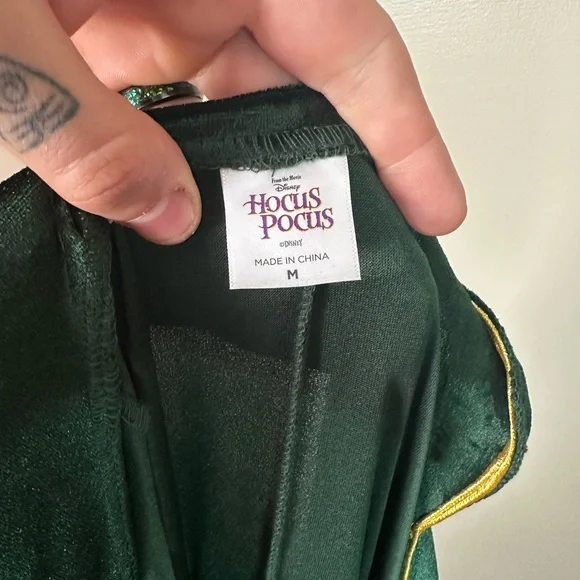 From the Movie
Disney
HOCUS
POCUS
©DISNEY
MADE IN CHINA
M